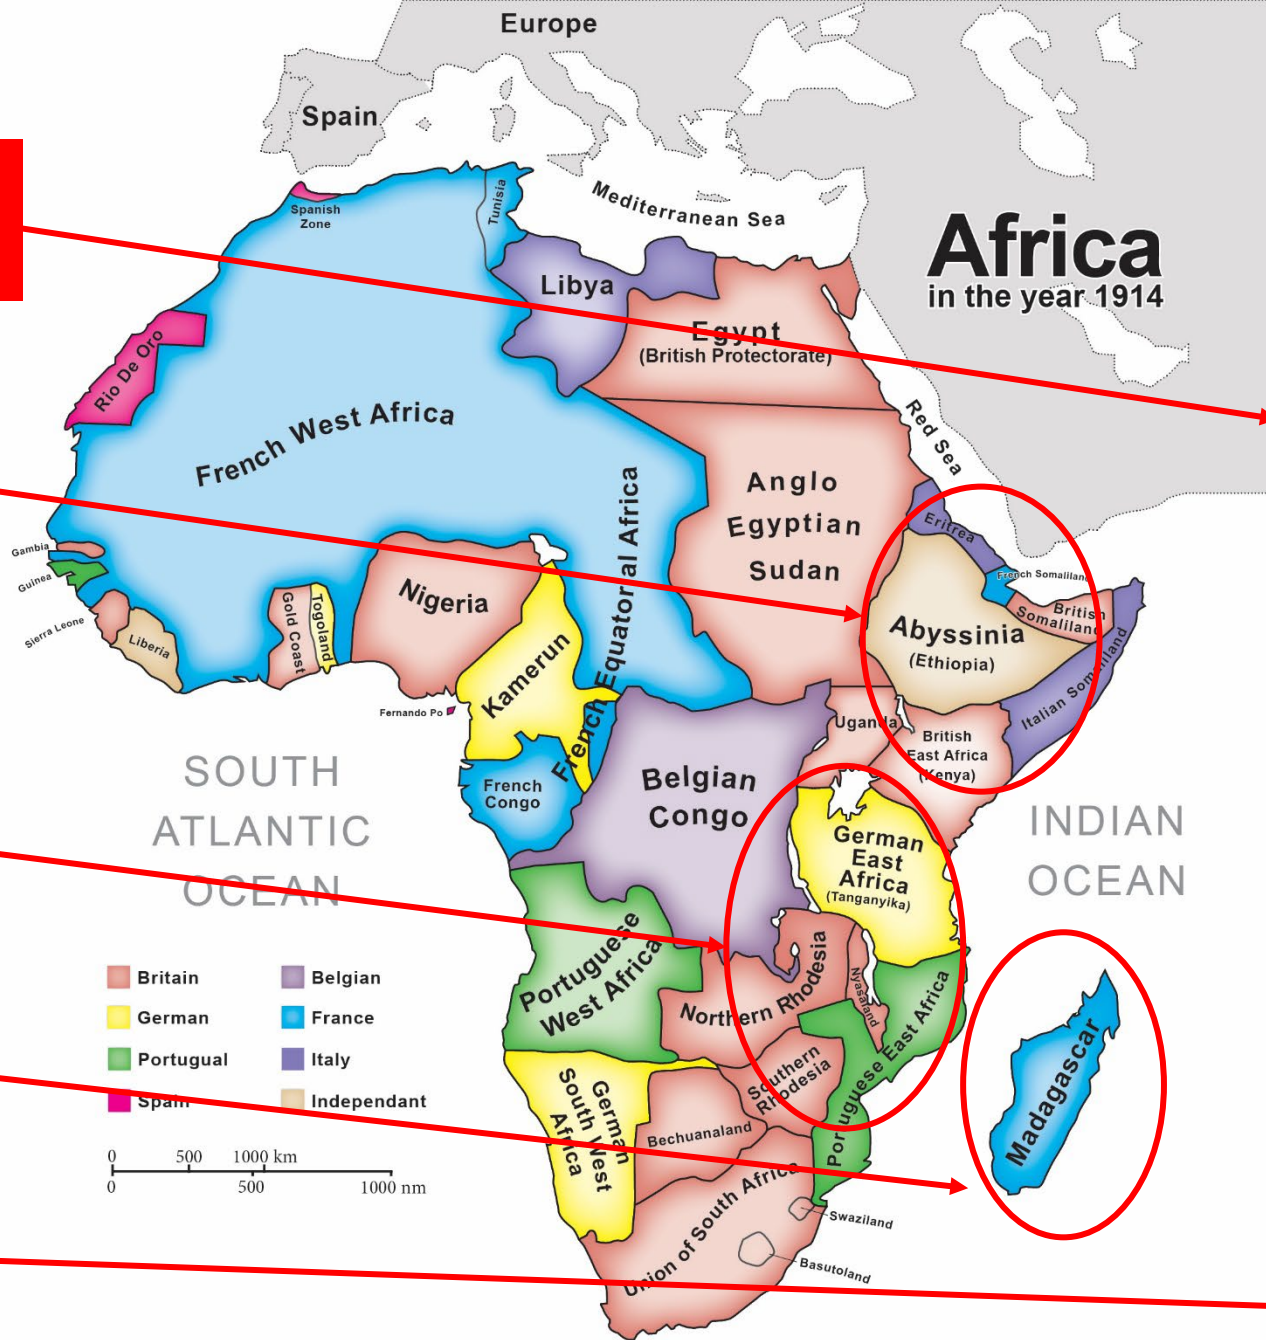 Europe
Spain
Mediterranean Sea
Africa
in the year 1914
Spanish
Zone
Tunisia
Libya
Egypt
(British Protectorate)
Rio De Oro
French West Africa
Red Sea
Anglo
Egyptian
Sudan
Eritrea
French Somaliland
British
Somaliland
Italian Somaliland
Abyssinia
(Ethiopia)
Gambia
Guinea
Sierra Leone
Liberia
Gold Coast
Togoland
Nigeria
Kamerun
French Equatorial Africa
Fernando Po
Uganda
British
East Africa
(Kenya)
SOUTH
ATLANTIC
OCEAN
French
Congo
Belgian
Congo
German
East
Africa
(Tanganyika)
INDIAN
OCEAN
Portuguese
West Africa
Northern Rhodesia
Nyasaland
Portuguese East Africa
Southern
Rhodesia
Madagascar
German
South West
Africa
Bechuanaland
Union of South Africa
Swaziland
Basutoland
Britain
Belgian
German
France
Portugual
Italy
Spain
Independant
0 500 1000 km
0 500 1000 nm